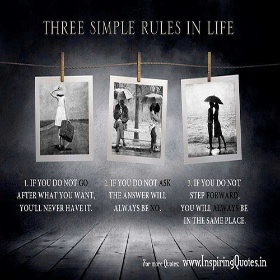 THREE SIMPLE RULES IN LIFE
1. IF YOU DO NOT GO
AFTER WHAT YOU WANT,
YOU'LL NEVER HAVE IT.
2. IF YOU DO NOT ASK
THE ANSWER WILL
ALWAYS BE NO.
3. IF YOU DO NOT
STEP FORWARD,
YOU WILL ALWAYS BE
IN THE SAME PLACE.
For more Quotes: www.InspiringQuotes.in